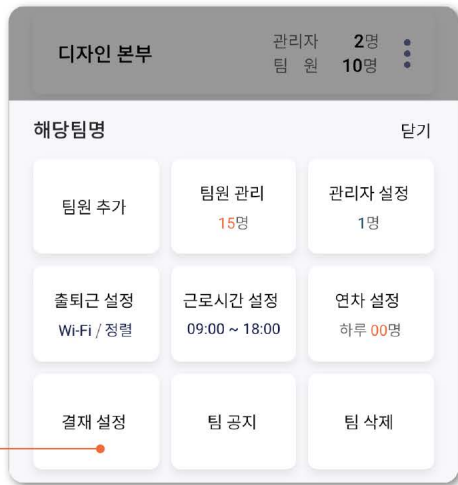 디자인 본부
관리자 2명
팀 원 10명
해당팀명 닫기
팀원 추가
팀원 관리
15명
관리자 설정
1명
출퇴근 설정
Wi-Fi / 정렬
근로시간 설정
09:00 ~ 18:00
연차 설정
하루 00명
결재 설정
팀 공지
팀 삭제